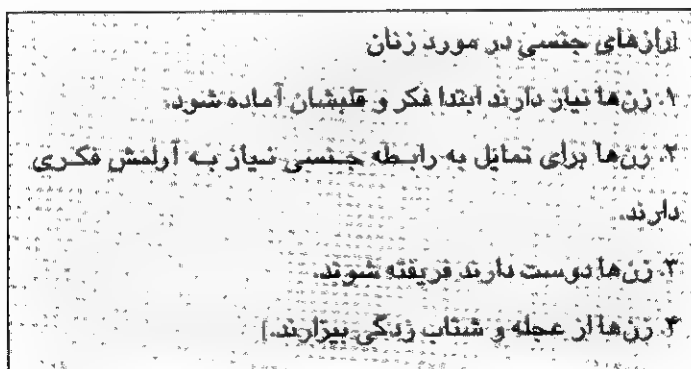 [رازهای جنسی در مورد زنان
۱. زن‌ها نیاز دارند ابتدا فکر و قلبشان آماده شود.
۲. زن‌ها برای تمایل به رابطه جنسی نیاز به آرامش فکری
دارند.
۳. زن‌ها دوست دارند فریفته شوند.
۴. زن‌ها از عجله و شتاب زدگی بیزارند.]